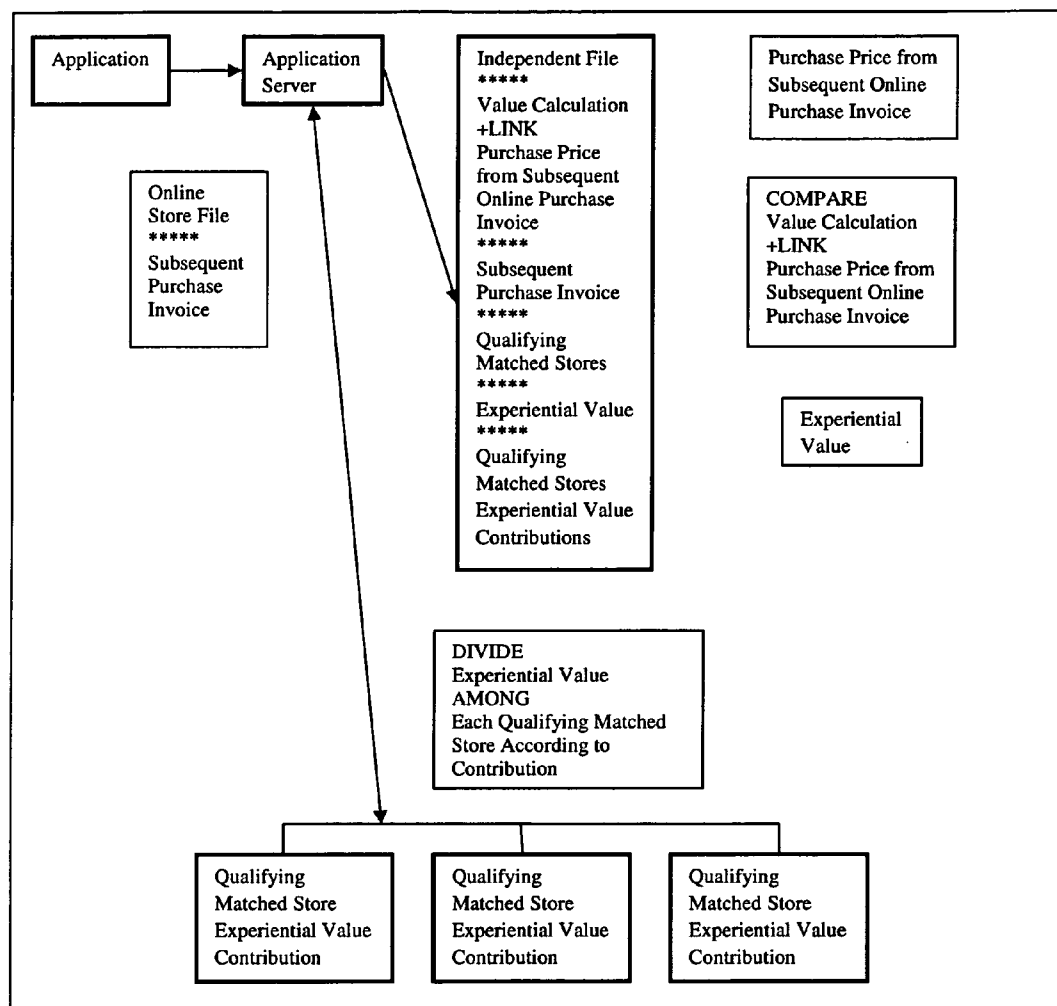 Application
Application
Server
Independent File
*****
Value Calculation
+LINK
Purchase Price
from Subsequent
Online Purchase
Invoice
*****
Subsequent
Purchase Invoice
*****
Qualifying
Matched Stores
*****
Experiential Value
*****
Qualifying
Matched Stores
Experiential Value
Contributions
Purchase Price from
Subsequent Online
Purchase Invoice
Online
Store File
*****
Subsequent
Purchase
Invoice
COMPARE
Value Calculation
+LINK
Purchase Price from
Subsequent Online
Purchase Invoice
Experiential
Value
DIVIDE
Experiential Value
AMONG
Each Qualifying Matched
Store According to
Contribution
Qualifying
Matched Store
Experiential Value
Contribution
Qualifying
Matched Store
Experiential Value
Contribution
Qualifying
Matched Store
Experiential Value
Contribution